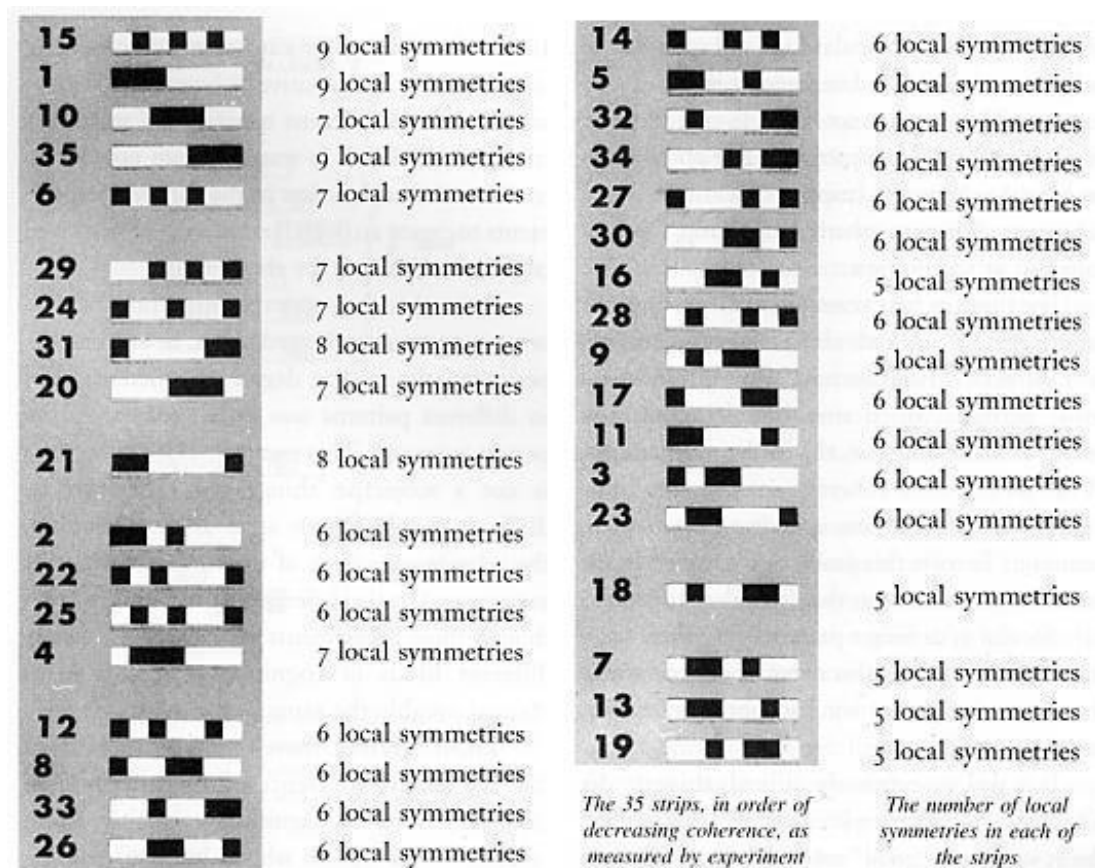 15 9 local symmetries
1 9 local symmetries
10 7 local symmetries
35 9 local symmetries
6 7 local symmetries
29 7 local symmetries
24 7 local symmetries
31 8 local symmetries
20 7 local symmetries
21 8 local symmetries
2 6 local symmetries
22 6 local symmetries
25 6 local symmetries
4 7 local symmetries
12 6 local symmetries
8 6 local symmetries
33 6 local symmetries
26 6 local symmetries
14 6 local symmetries
5 6 local symmetries
32 6 local symmetries
34 6 local symmetries
27 6 local symmetries
30 6 local symmetries
16 5 local symmetries
28 6 local symmetries
9 5 local symmetries
17 6 local symmetries
11 6 local symmetries
3 6 local symmetries
23 6 local symmetries
18 5 local symmetries
7 5 local symmetries
13 5 local symmetries
19 5 local symmetries
The 35 strips, in order of
decreasing coherence, as
measured by experiment
The number of local
symmetries in each of
the strips